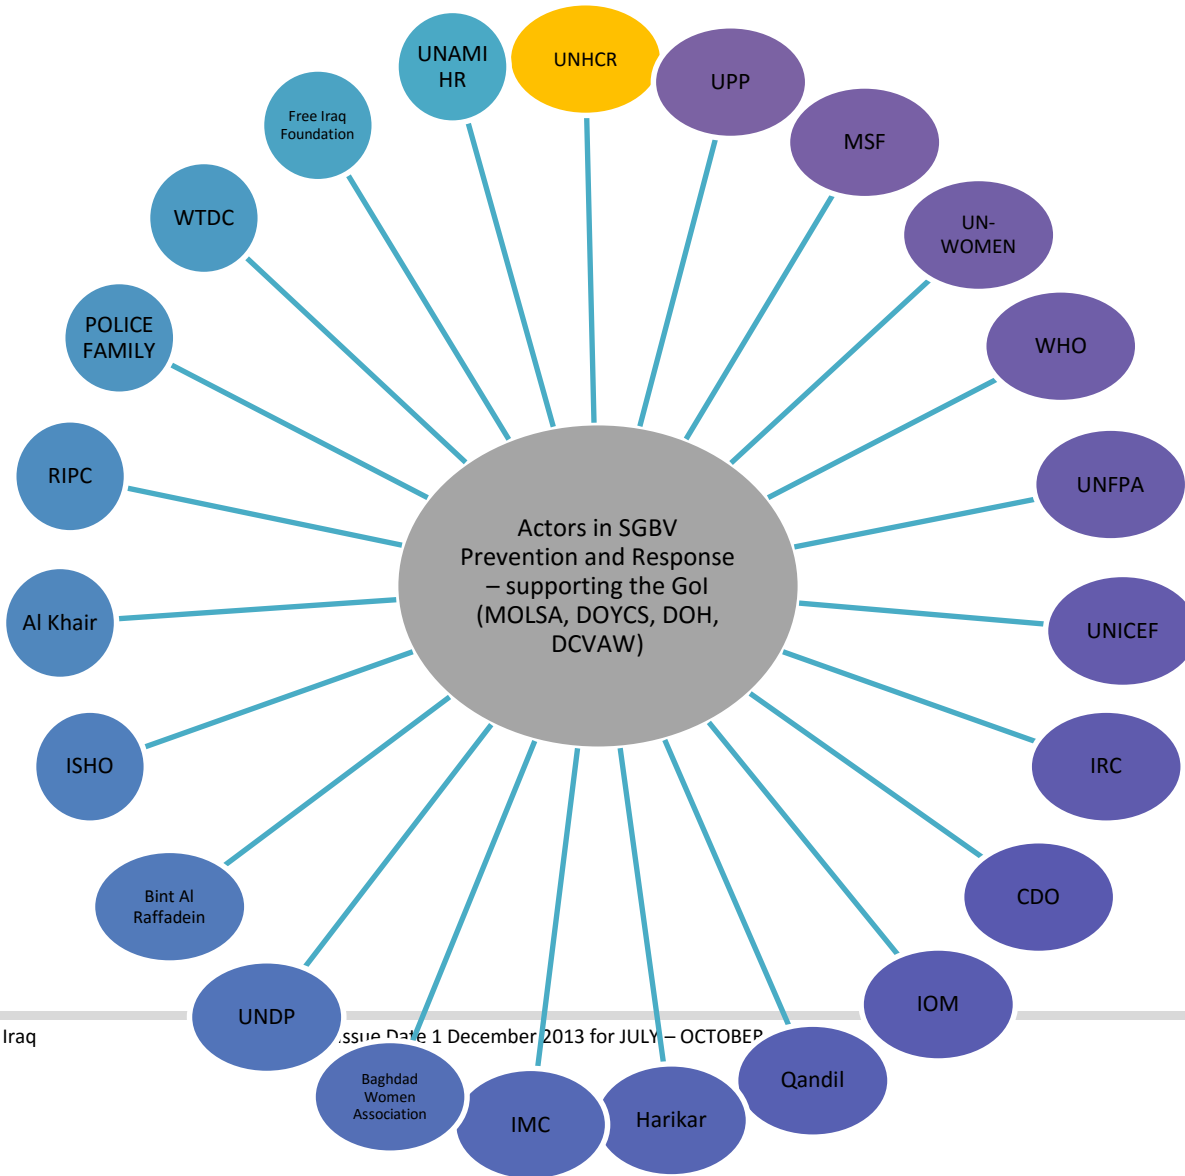 UNAMI
HR
UNHCR
UPP
MSF
UN-
WOMEN
WHO
UNFPA
UNICEF
IRC
CDO
IOM
Qandil
Harikar
IMC
Baghdad
Women
Association
UNDP
Bint Al
Raffadein
ISHO
Al Khair
RIPC
POLICE
FAMILY
WTDC
Free Iraq
Foundation
Actors in SGBV
Prevention and Response
– supporting the GoI
(MOLSA, DOYCS, DOH,
DCVAW)
Iraq
Issue Date 1 December 2013 for JULY – OCTOBER